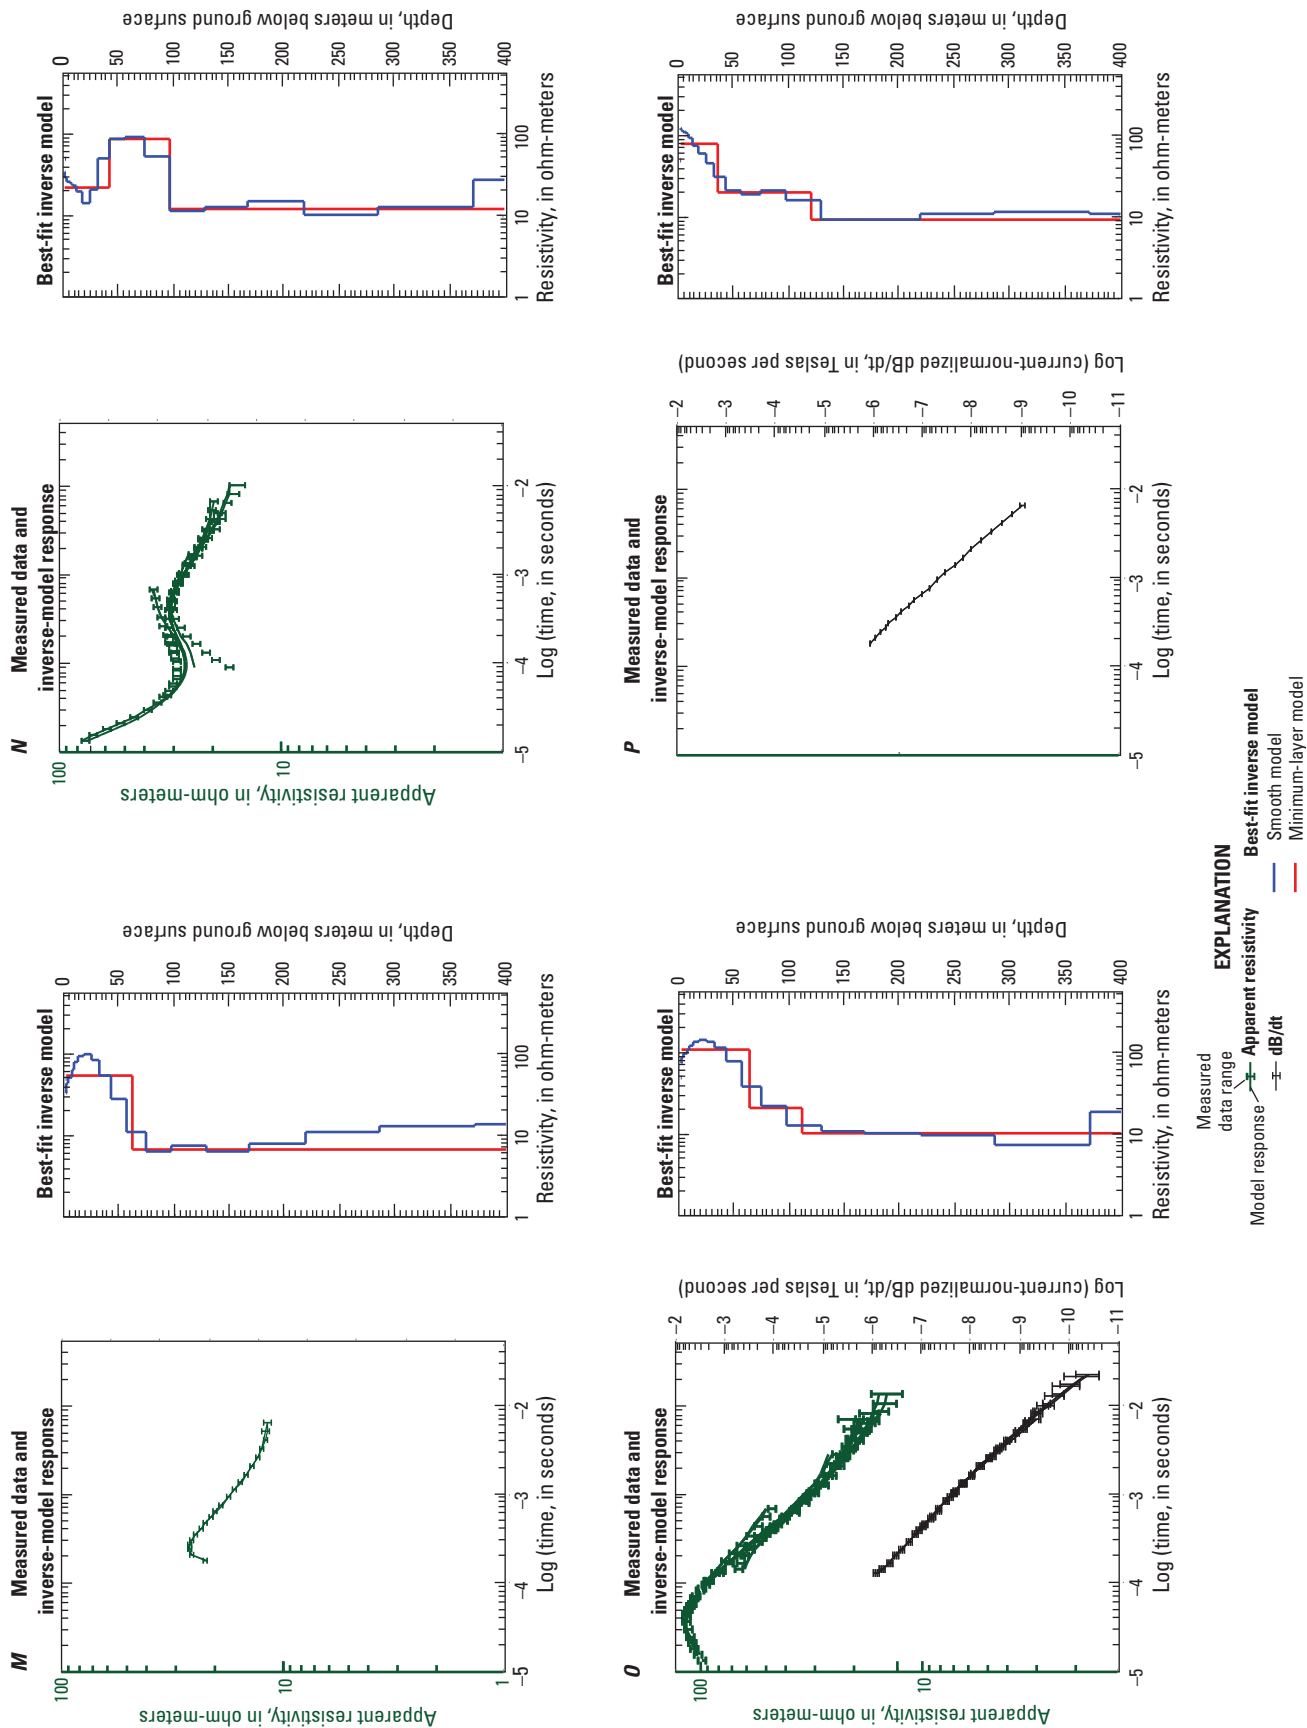 M
Measured data and
inverse-model response
Apparent resistivity, in ohm-meters
100
10
1
−5
−4
−3
−2
Log (time, in seconds)
Best-fit inverse model
Depth, in meters below ground surface
0
50
100
150
200
250
300
350
400
1
10
100
Resistivity, in ohm-meters
N
Measured data and
inverse-model response
Apparent resistivity, in ohm-meters
100
10
−5
−4
−3
−2
Log (time, in seconds)
Best-fit inverse model
Depth, in meters below ground surface
0
50
100
150
200
250
300
350
400
1
10
100
Resistivity, in ohm-meters
O
Measured data and
inverse-model response
Apparent resistivity, in ohm-meters
100
10
Log (current-normalized dB/dt, in Teslas per second)
−2
−3
−4
−5
−6
−7
−8
−9
−10
−11
−5
−4
−3
−2
Log (time, in seconds)
Best-fit inverse model
Depth, in meters below ground surface
0
50
100
150
200
250
300
350
400
1
10
100
Resistivity, in ohm-meters
P
Measured data and
inverse-model response
Log (current-normalized dB/dt, in Teslas per second)
−2
−3
−4
−5
−6
−7
−8
−9
−10
−11
−5
−4
−3
−2
Log (time, in seconds)
Best-fit inverse model
Depth, in meters below ground surface
0
50
100
150
200
250
300
350
400
1
10
100
Resistivity, in ohm-meters
EXPLANATION
Measured
data range
Model response
Apparent resistivity
dB/dt
Best-fit inverse model
Smooth model
Minimum-layer model